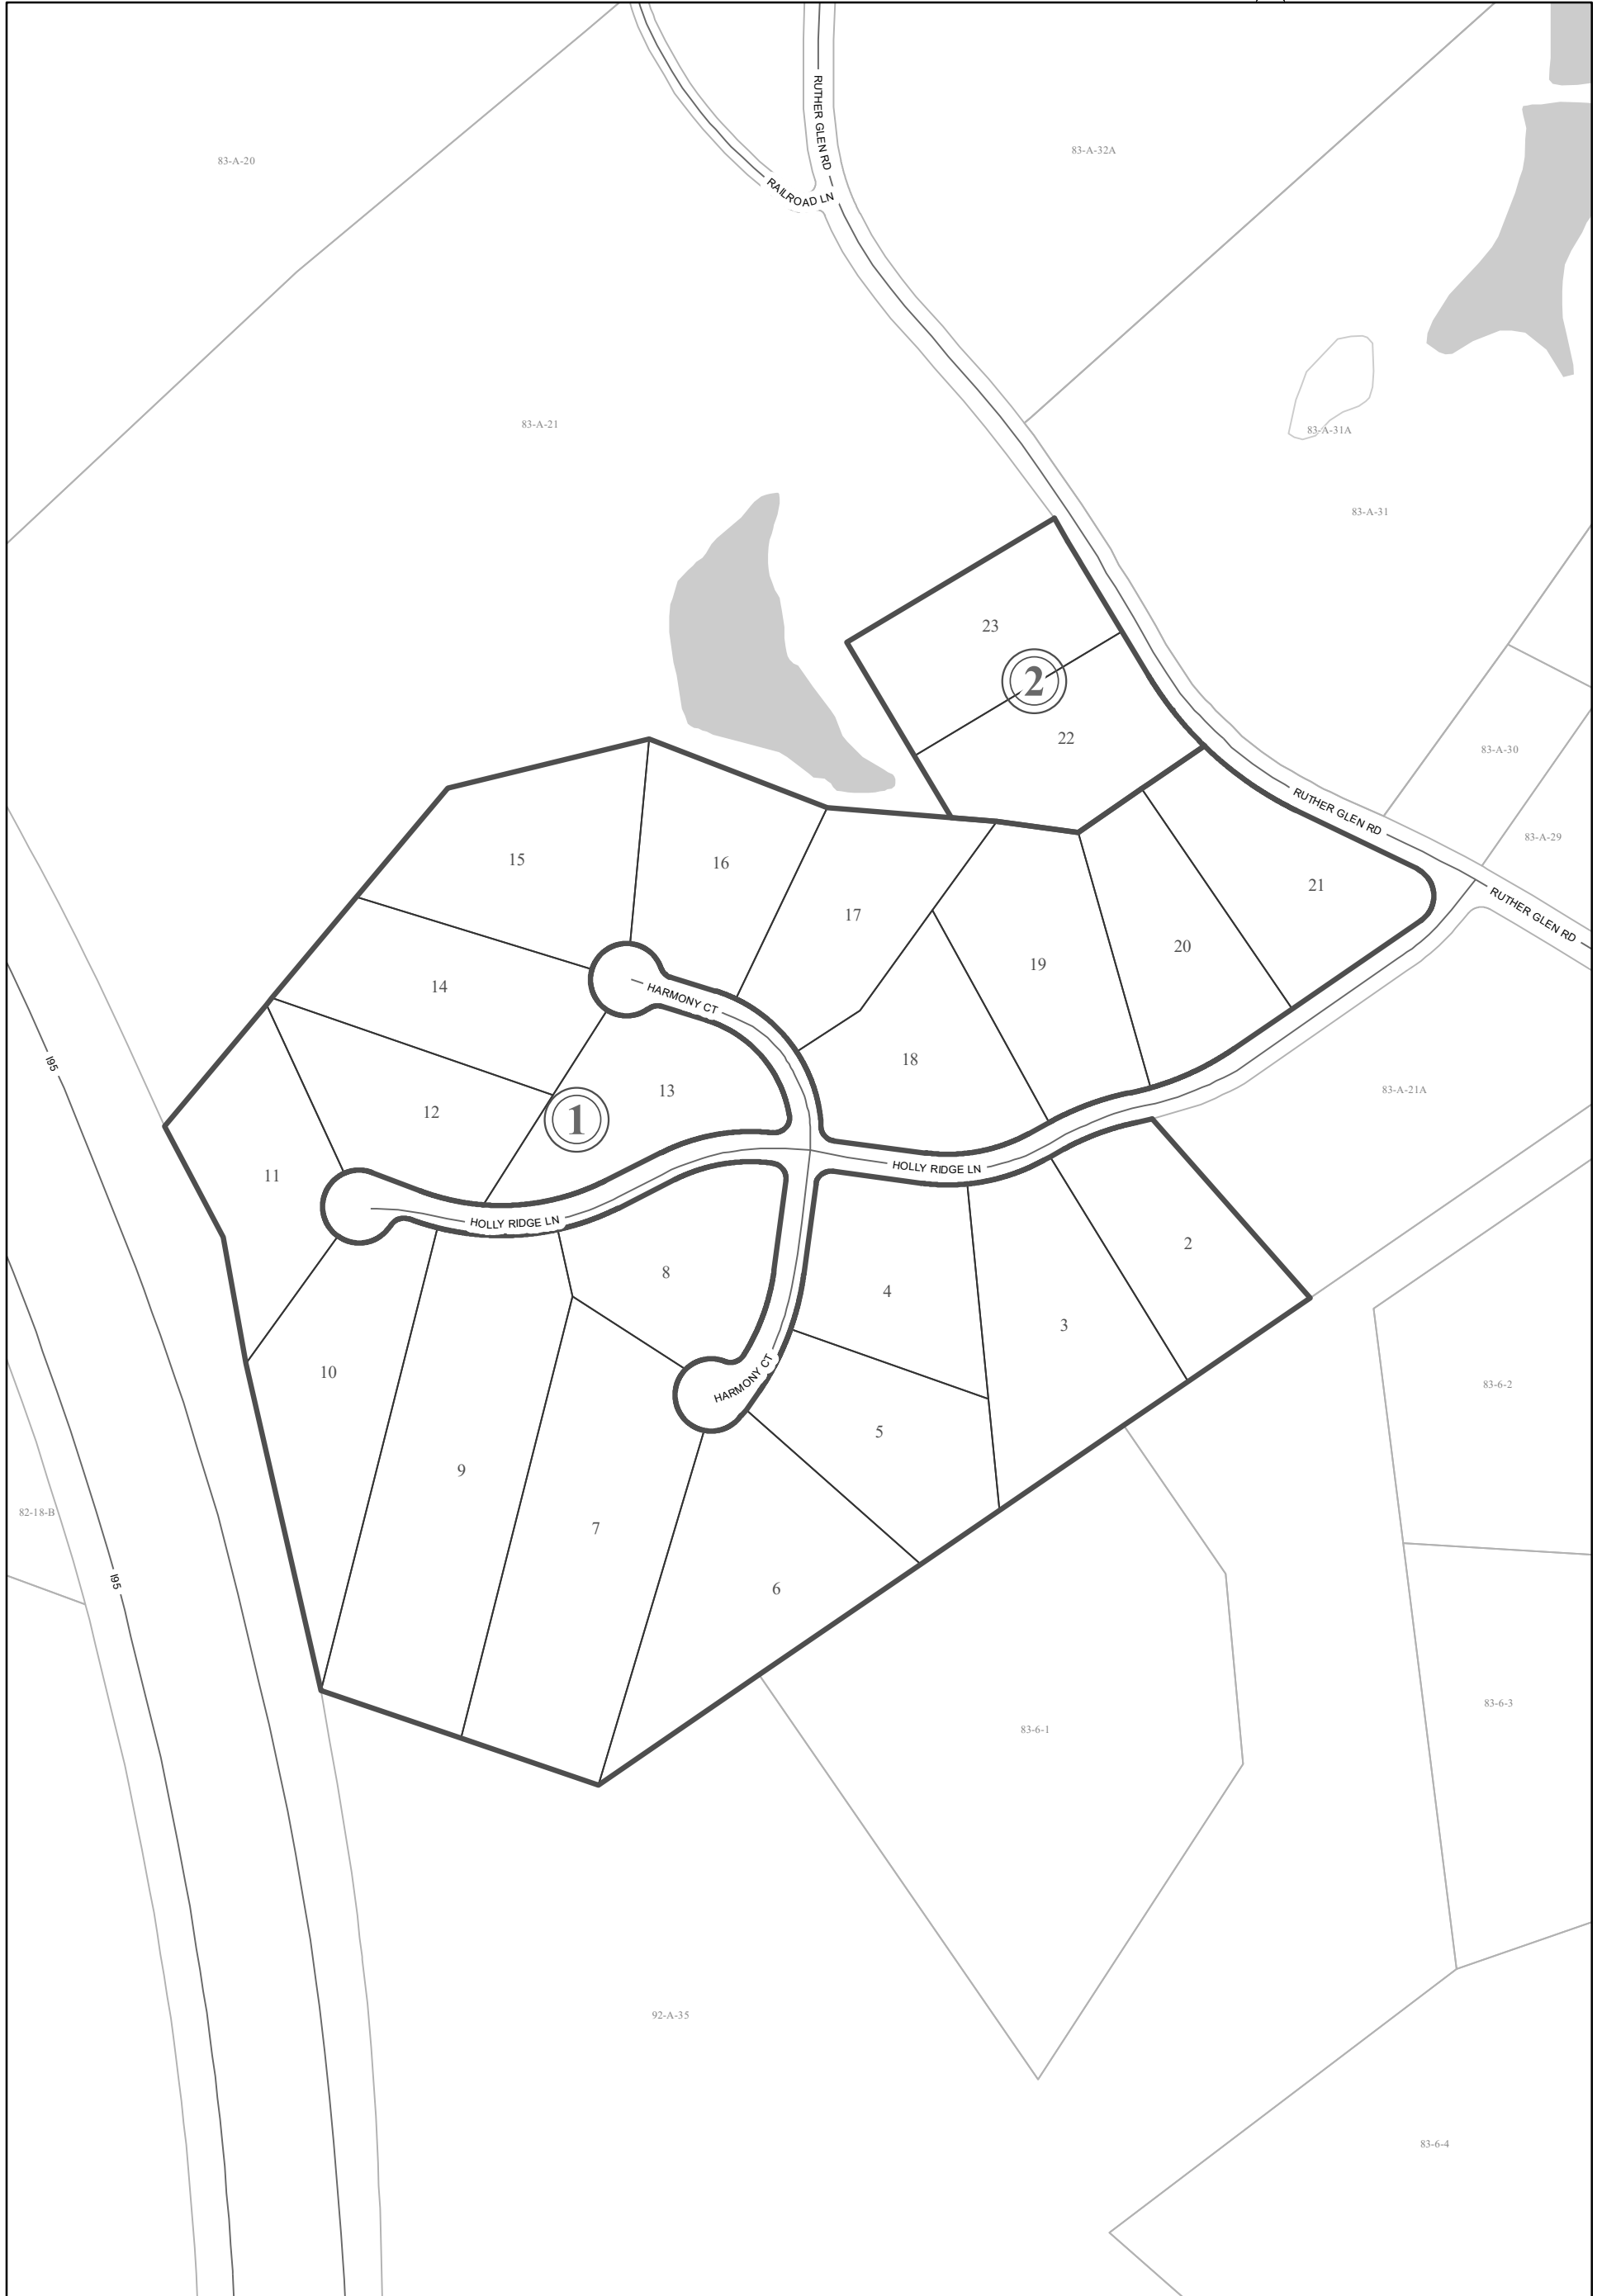 RUTHER GLEN RD
83-A-32A
83-A-20
RAILROAD LN
83-A-21
83-A-31A
83-A-31
23
2
22
83-A-30
RUTHER GLEN RD
83-A-29
15
16
21
17
RUTHER GLEN RD
20
19
14
HARMONY CT
18
I95
13
83-A-21A
12
1
HOLLY RIDGE LN
11
HOLLY RIDGE LN
2
8
4
3
10
HARMONY CT
83-6-2
5
9
82-18-B
7
I95
6
83-6-3
83-6-1
92-A-35
83-6-4